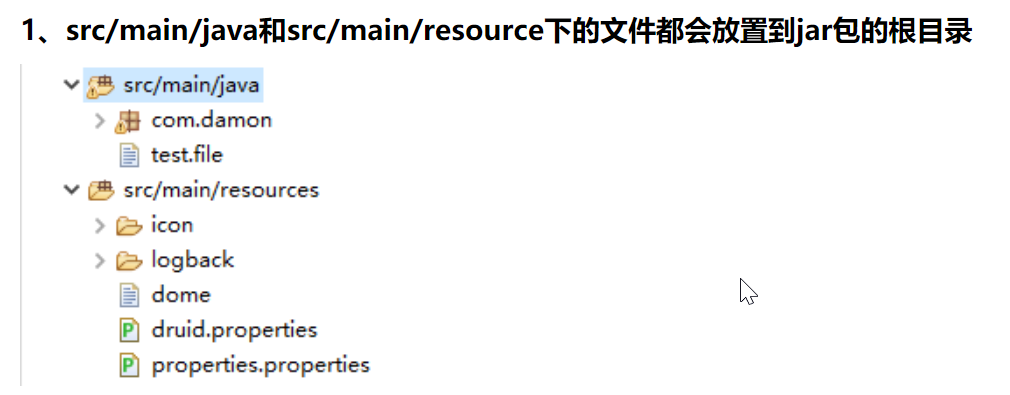 1、src/main/java和src/main/resource下的文件都会放置到jar包的根目录
src/main/java
com.damon
test.file
src/main/resources
icon
logback
dome
druid.properties
properties.properties